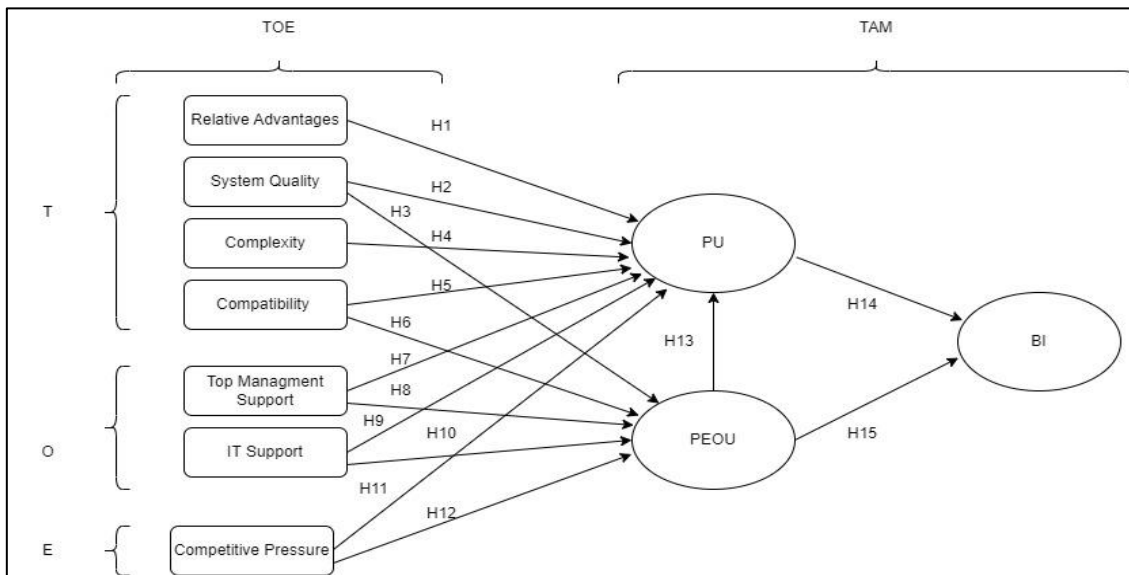 TOE
TAM
T
Relative Advantages
System Quality
Complexity
Compatibility
O
Top Managment
Support
IT Support
E
Competitive Pressure
H1
H2
H3
H4
H5
H6
H7
H8
H9
H10
H11
H12
PU
H13
PEOU
H14
H15
BI